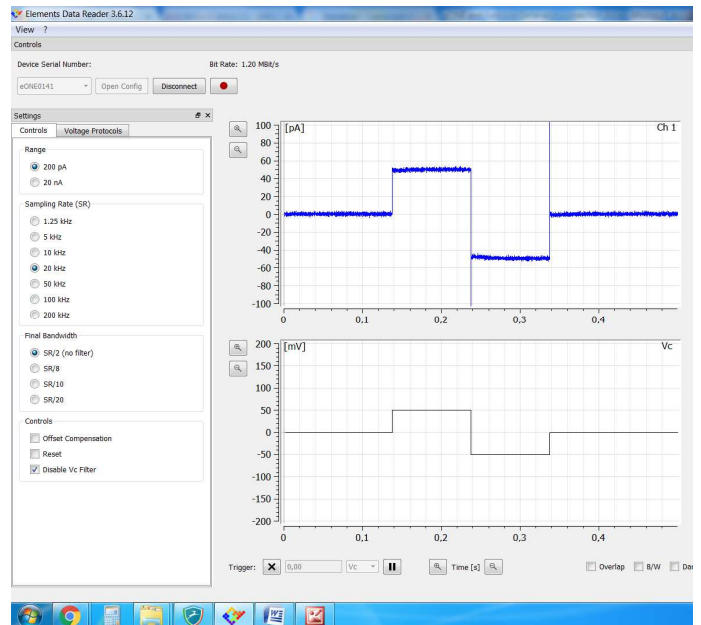 Elements Data Reader 3.6.12
View ?
Controls
Device Serial Number: Bit Rate: 1.20 MBit/s
eONE0141 Open Config Disconnect
Settings
Controls Voltage Protocols
Range
200 pA
20 nA
Sampling Rate (SR)
1.25 kHz
5 kHz
10 kHz
20 kHz
50 kHz
100 kHz
200 kHz
Final Bandwidth
SR/2 (no filter)
SR/8
SR/10
SR/20
Controls
Offset Compensation
Reset
Disable Vc Filter
[pA] Ch 1
100
80
60
40
20
0
-20
-40
-60
-80
-100
0 0,1 0,2 0,3 0,4
[mV] Vc
200
150
100
50
0
-50
-100
-150
-200
0 0,1 0,2 0,3 0,4
Trigger: 0,00 Vc Time [s] Overlap B/W Dar